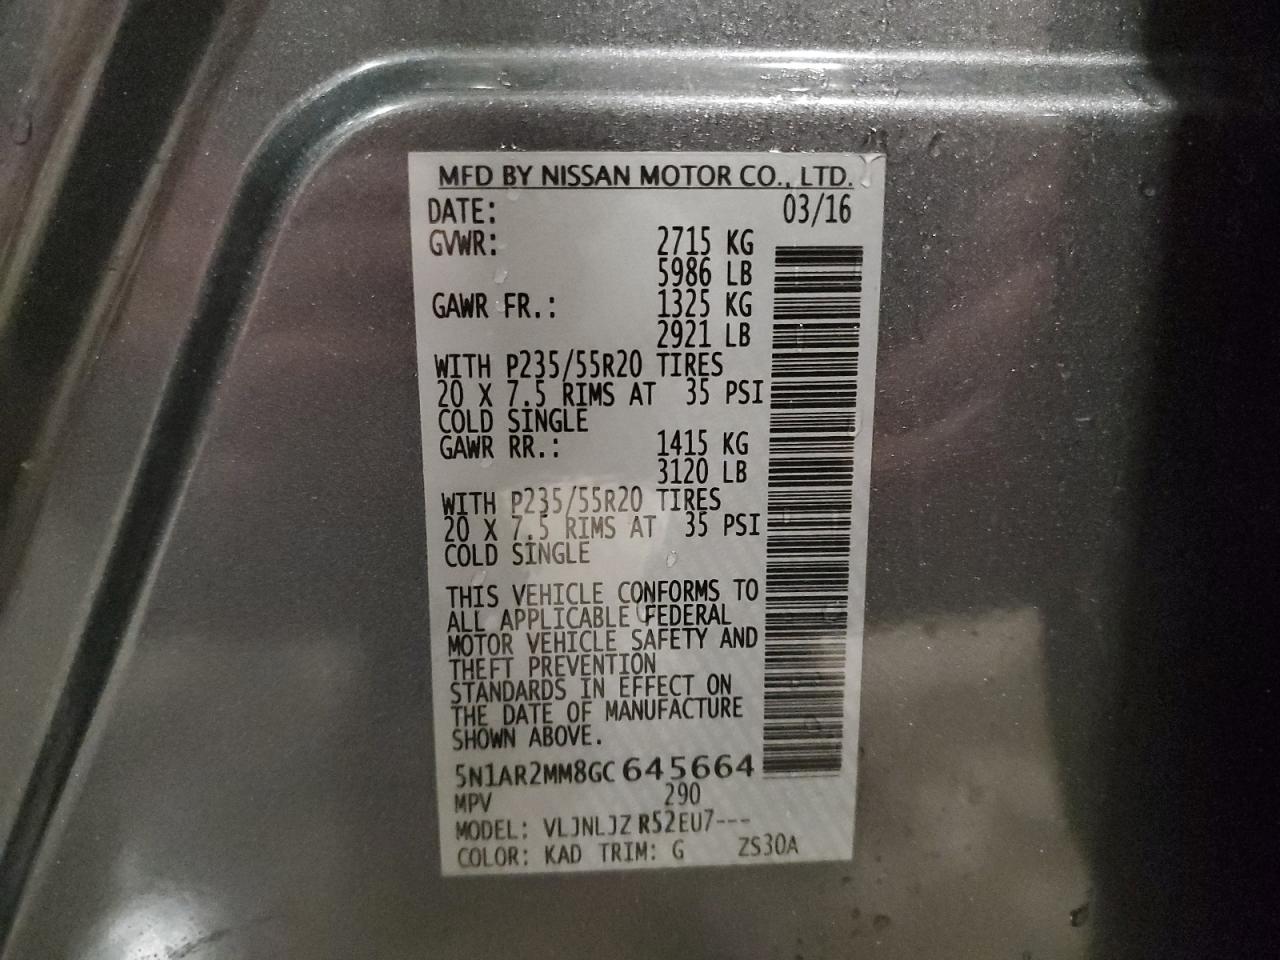 MFD BY NISSAN MOTOR CO., LTD.
DATE: 03/16
GVWR: 2715 KG
5986 LB
GAWR FR.: 1325 KG
2921 LB
WITH P235/55R20 TIRES
20 X 7.5 RIMS AT 35 PSI
COLD SINGLE
GAWR RR.: 1415 KG
3120 LB
WITH P235/55R20 TIRES
20 X 7.5 RIMS AT 35 PSI
COLD SINGLE
THIS VEHICLE CONFORMS TO
ALL APPLICABLE FEDERAL
MOTOR VEHICLE SAFETY AND
THEFT PREVENTION
STANDARDS IN EFFECT ON
THE DATE OF MANUFACTURE
SHOWN ABOVE.
5N1AR2MM8GC 645664
MPV 290
MODEL: VLJNLJZ R52EU7---
COLOR: KAD TRIM: G ZS30A